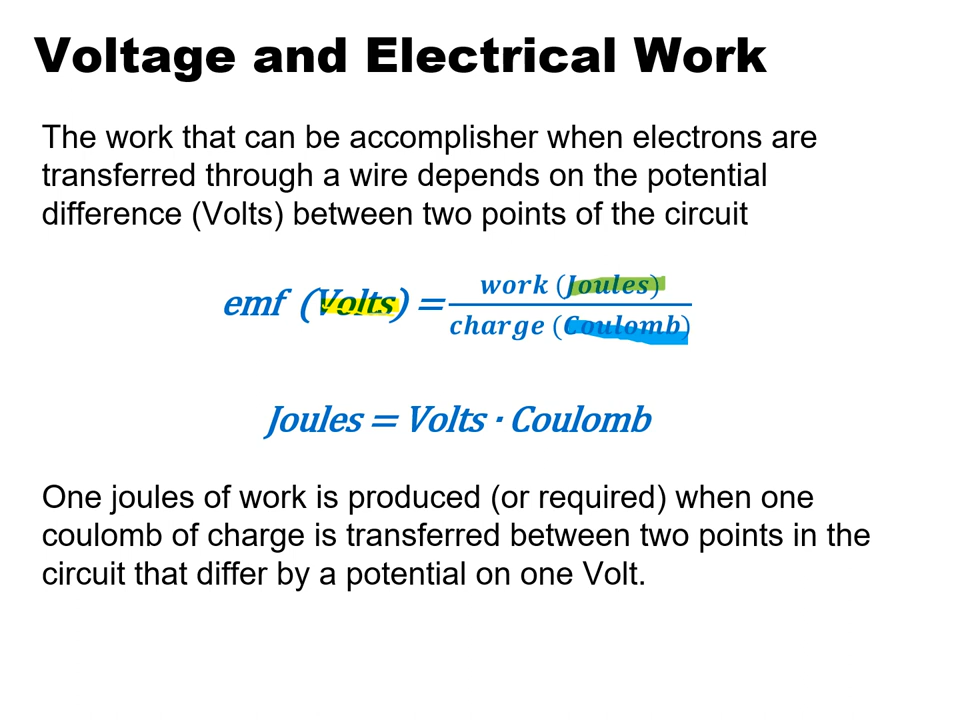 Voltage and Electrical Work
The work that can be accomplisher when electrons are
transferred through a wire depends on the potential
difference (Volts) between two points of the circuit
emf (Volts) = work (Joules) / charge (Coulomb)
Joules = Volts · Coulomb
One joules of work is produced (or required) when one
coulomb of charge is transferred between two points in the
circuit that differ by a potential on one Volt.